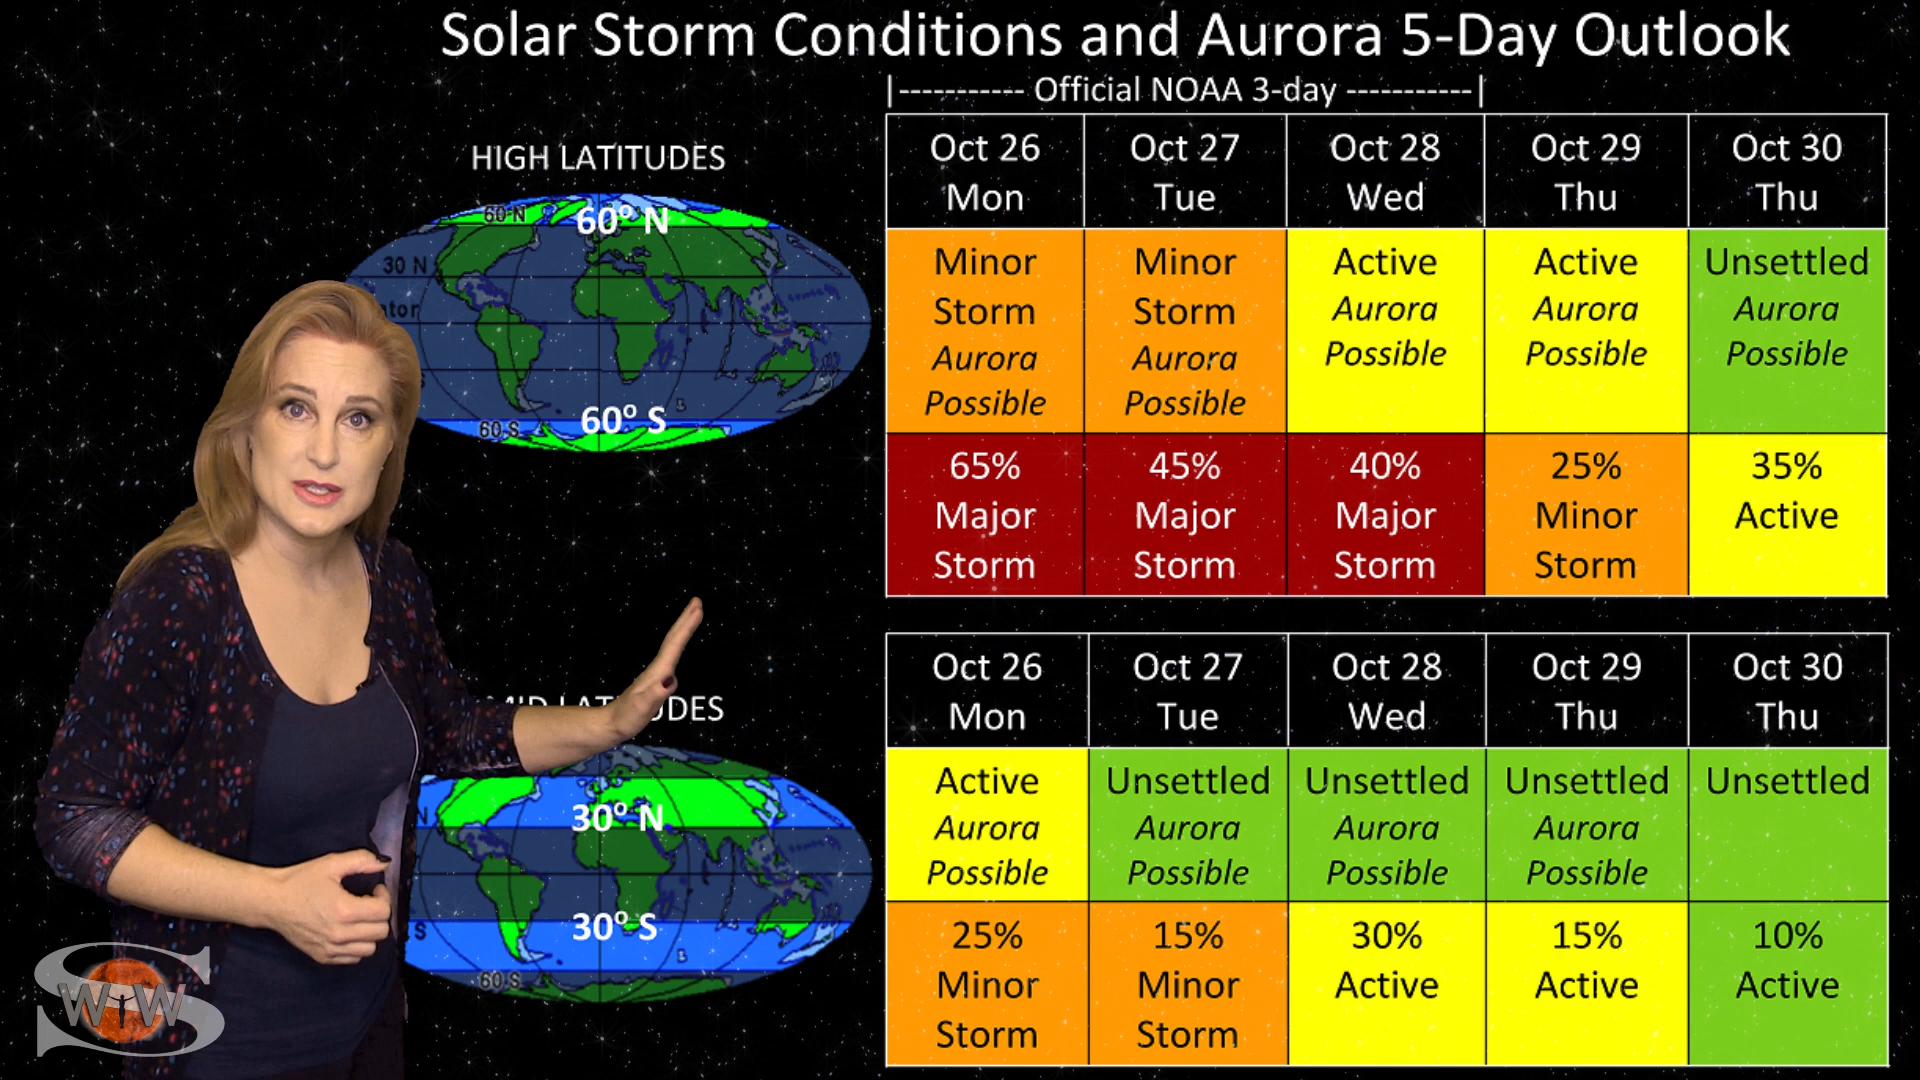 Solar Storm Conditions and Aurora 5-Day Outlook
|----------- Official NOAA 3-day -----------|
HIGH LATITUDES
60 N
60° N
30 N
60° S
60 S
Oct 26 Oct 27 Oct 28 Oct 29 Oct 30
Mon Tue Wed Thu Thu
Minor Minor Active Active Unsettled
Storm Storm Aurora Aurora Aurora
Aurora Aurora Possible Possible Possible
Possible Possible
65% 45% 40% 25% 35%
Major Major Major Minor Active
Storm Storm Storm Storm
30° N
N
30° S
S
60 S
Oct 26 Oct 27 Oct 28 Oct 29 Oct 30
Mon Tue Wed Thu Thu
Active Unsettled Unsettled Unsettled Unsettled
Aurora Aurora Aurora Aurora
Possible Possible Possible Possible
25% 15% 30% 15% 10%
Minor Minor Active Active Active
Storm Storm
S
WTW